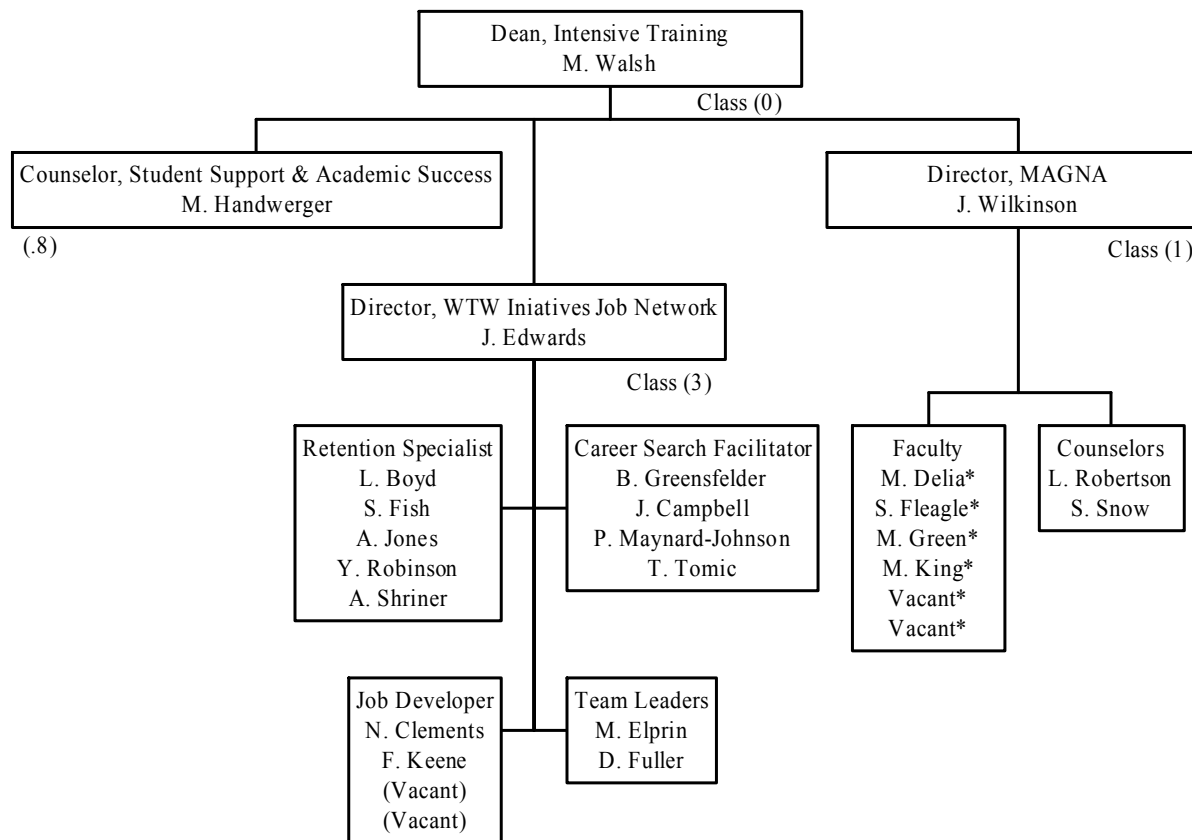 Dean, Intensive Training
M. Walsh
Class (0)
Counselor, Student Support & Academic Success
M. Handwerger
(.8)
Director, MAGNA
J. Wilkinson
Class (1)
Director, WTW Iniatives Job Network
J. Edwards
Class (3)
Retention Specialist
L. Boyd
S. Fish
A. Jones
Y. Robinson
A. Shriner
Career Search Facilitator
B. Greensfelder
J. Campbell
P. Maynard-Johnson
T. Tomic
Faculty
M. Delia*
S. Fleagle*
M. Green*
M. King*
Vacant*
Vacant*
Counselors
L. Robertson
S. Snow
Job Developer
N. Clements
F. Keene
(Vacant)
(Vacant)
Team Leaders
M. Elprin
D. Fuller